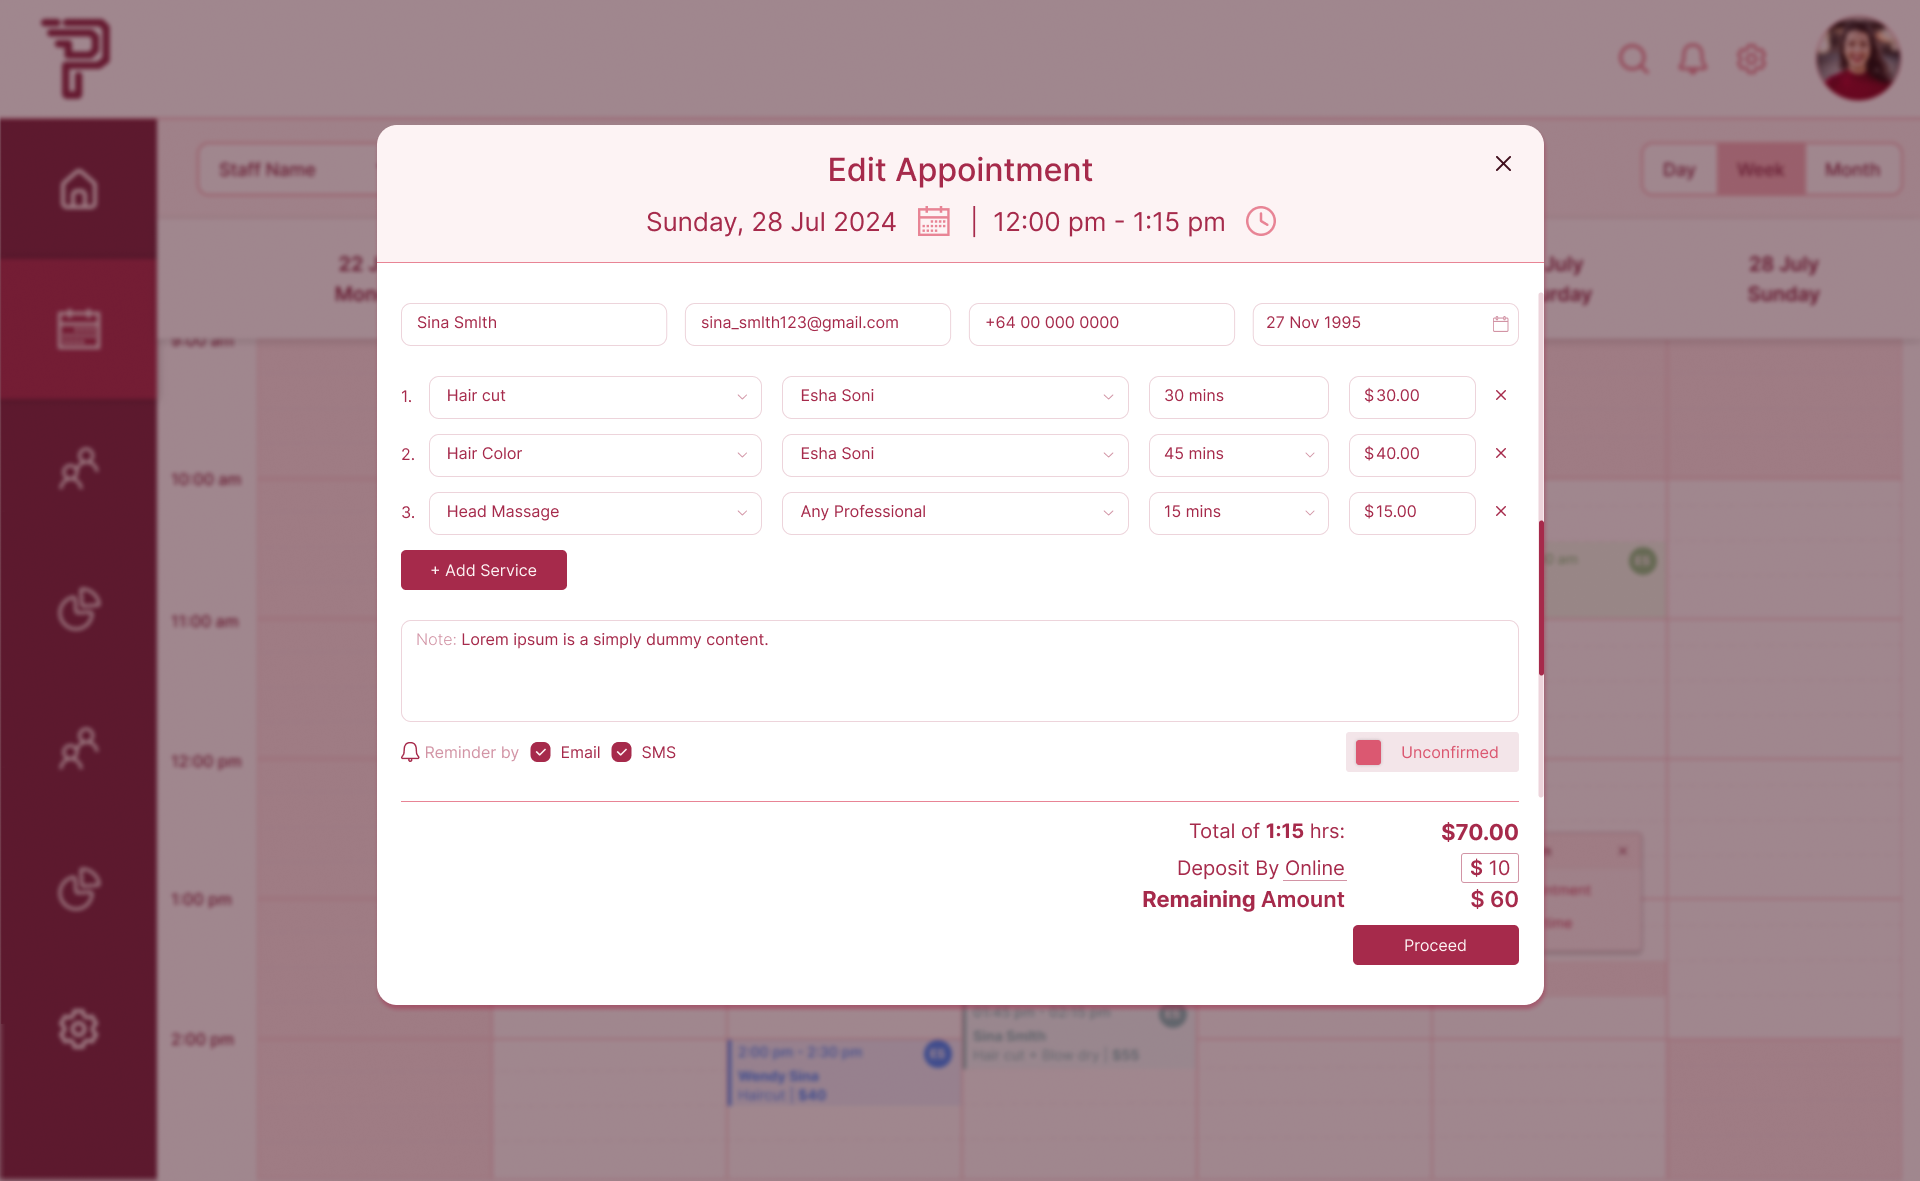 Staff Name
Day Week Month
Edit Appointment
Sunday, 28 Jul 2024 | 12:00 pm - 1:15 pm
22
28 July
Sunday
Sina Smlth sina_smlth123@gmail.com +64 00 000 0000 27 Nov 1995
1. Hair cut Esha Soni 30 mins $30.00
2. Hair Color Esha Soni 45 mins $40.00
3. Head Massage Any Professional 15 mins $15.00
+ Add Service
Note: Lorem ipsum is a simply dummy content.
Reminder by Email SMS Unconfirmed
Total of 1:15 hrs: $70.00
Deposit By Online $ 10
Remaining Amount $ 60
Proceed
10:00 am
11:00 am
12:00 pm
1:00 pm
2:00 pm
2:00 pm - 2:30 pm
Wendy Sina
Haircut | $40
Sina Smith
Hair cut + Blow dry | $55